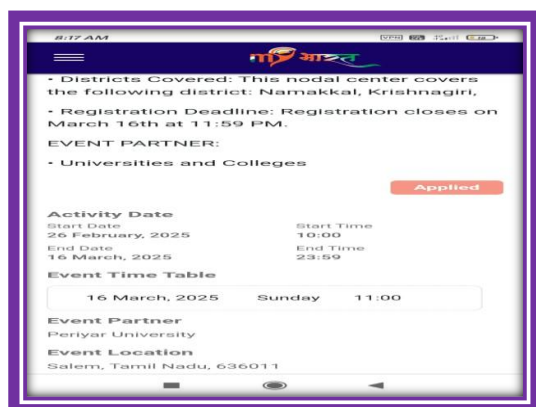 8:17 AM
my भारत
• Districts Covered: This nodal center covers
the following district: Namakkal, Krishnagiri,
• Registration Deadline: Registration closes on
March 16th at 11:59 PM.
EVENT PARTNER:
• Universities and Colleges
Applied
Activity Date
Start Date Start Time
26 February, 2025 10:00
End Date End Time
16 March, 2025 23:59
Event Time Table
16 March, 2025 Sunday 11:00
Event Partner
Periyar University
Event Location
Salem, Tamil Nadu, 636011